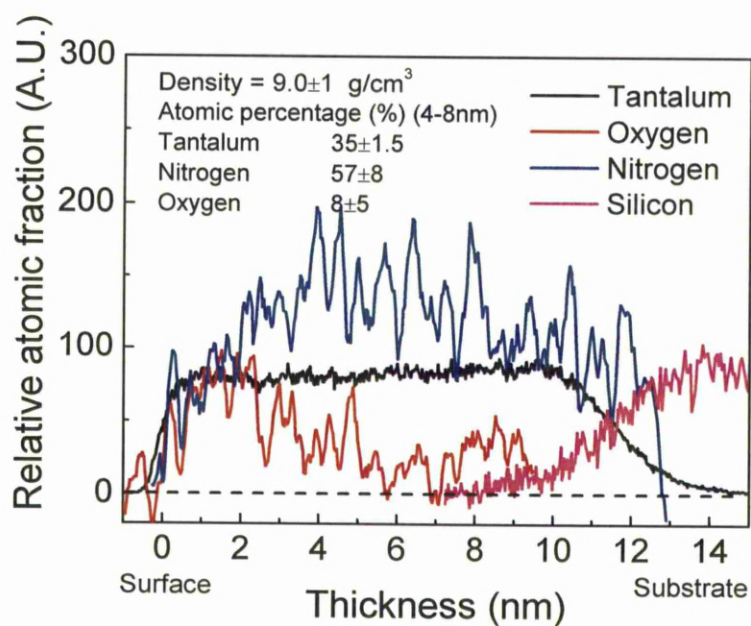 Relative atomic fraction (A.U.)
300
200
100
0
Density = 9.0±1 g/cm³
Atomic percentage (%) (4-8nm)
Tantalum 35±1.5
Nitrogen 57±8
Oxygen 8±5
Tantalum
Oxygen
Nitrogen
Silicon
0 2 4 6 8 10 12 14
Surface Substrate
Thickness (nm)